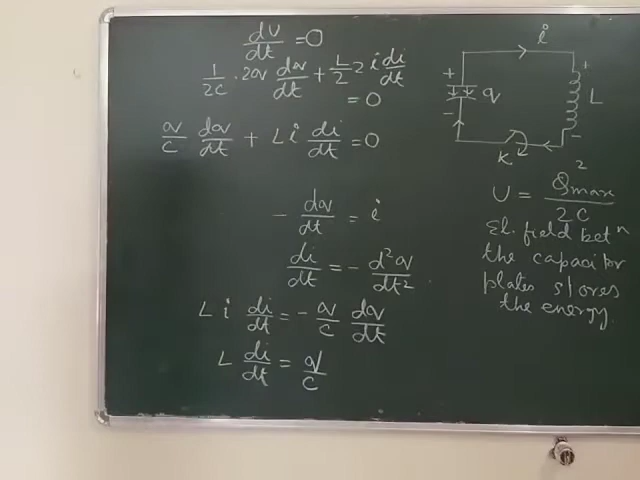 dU/dt = 0
1/2C · 2q dq/dt + L/2 2 i di/dt
= 0
q/C dq/dt + L i di/dt = 0
- dq/dt = i
di/dt = - d²q/dt²
L i di/dt = - q/C dq/dt
L di/dt = q/C
i
+
+
q
L
-
-
K
U = Q²max/2C
El. field betⁿ
the capacitor
plates stores
the energy.